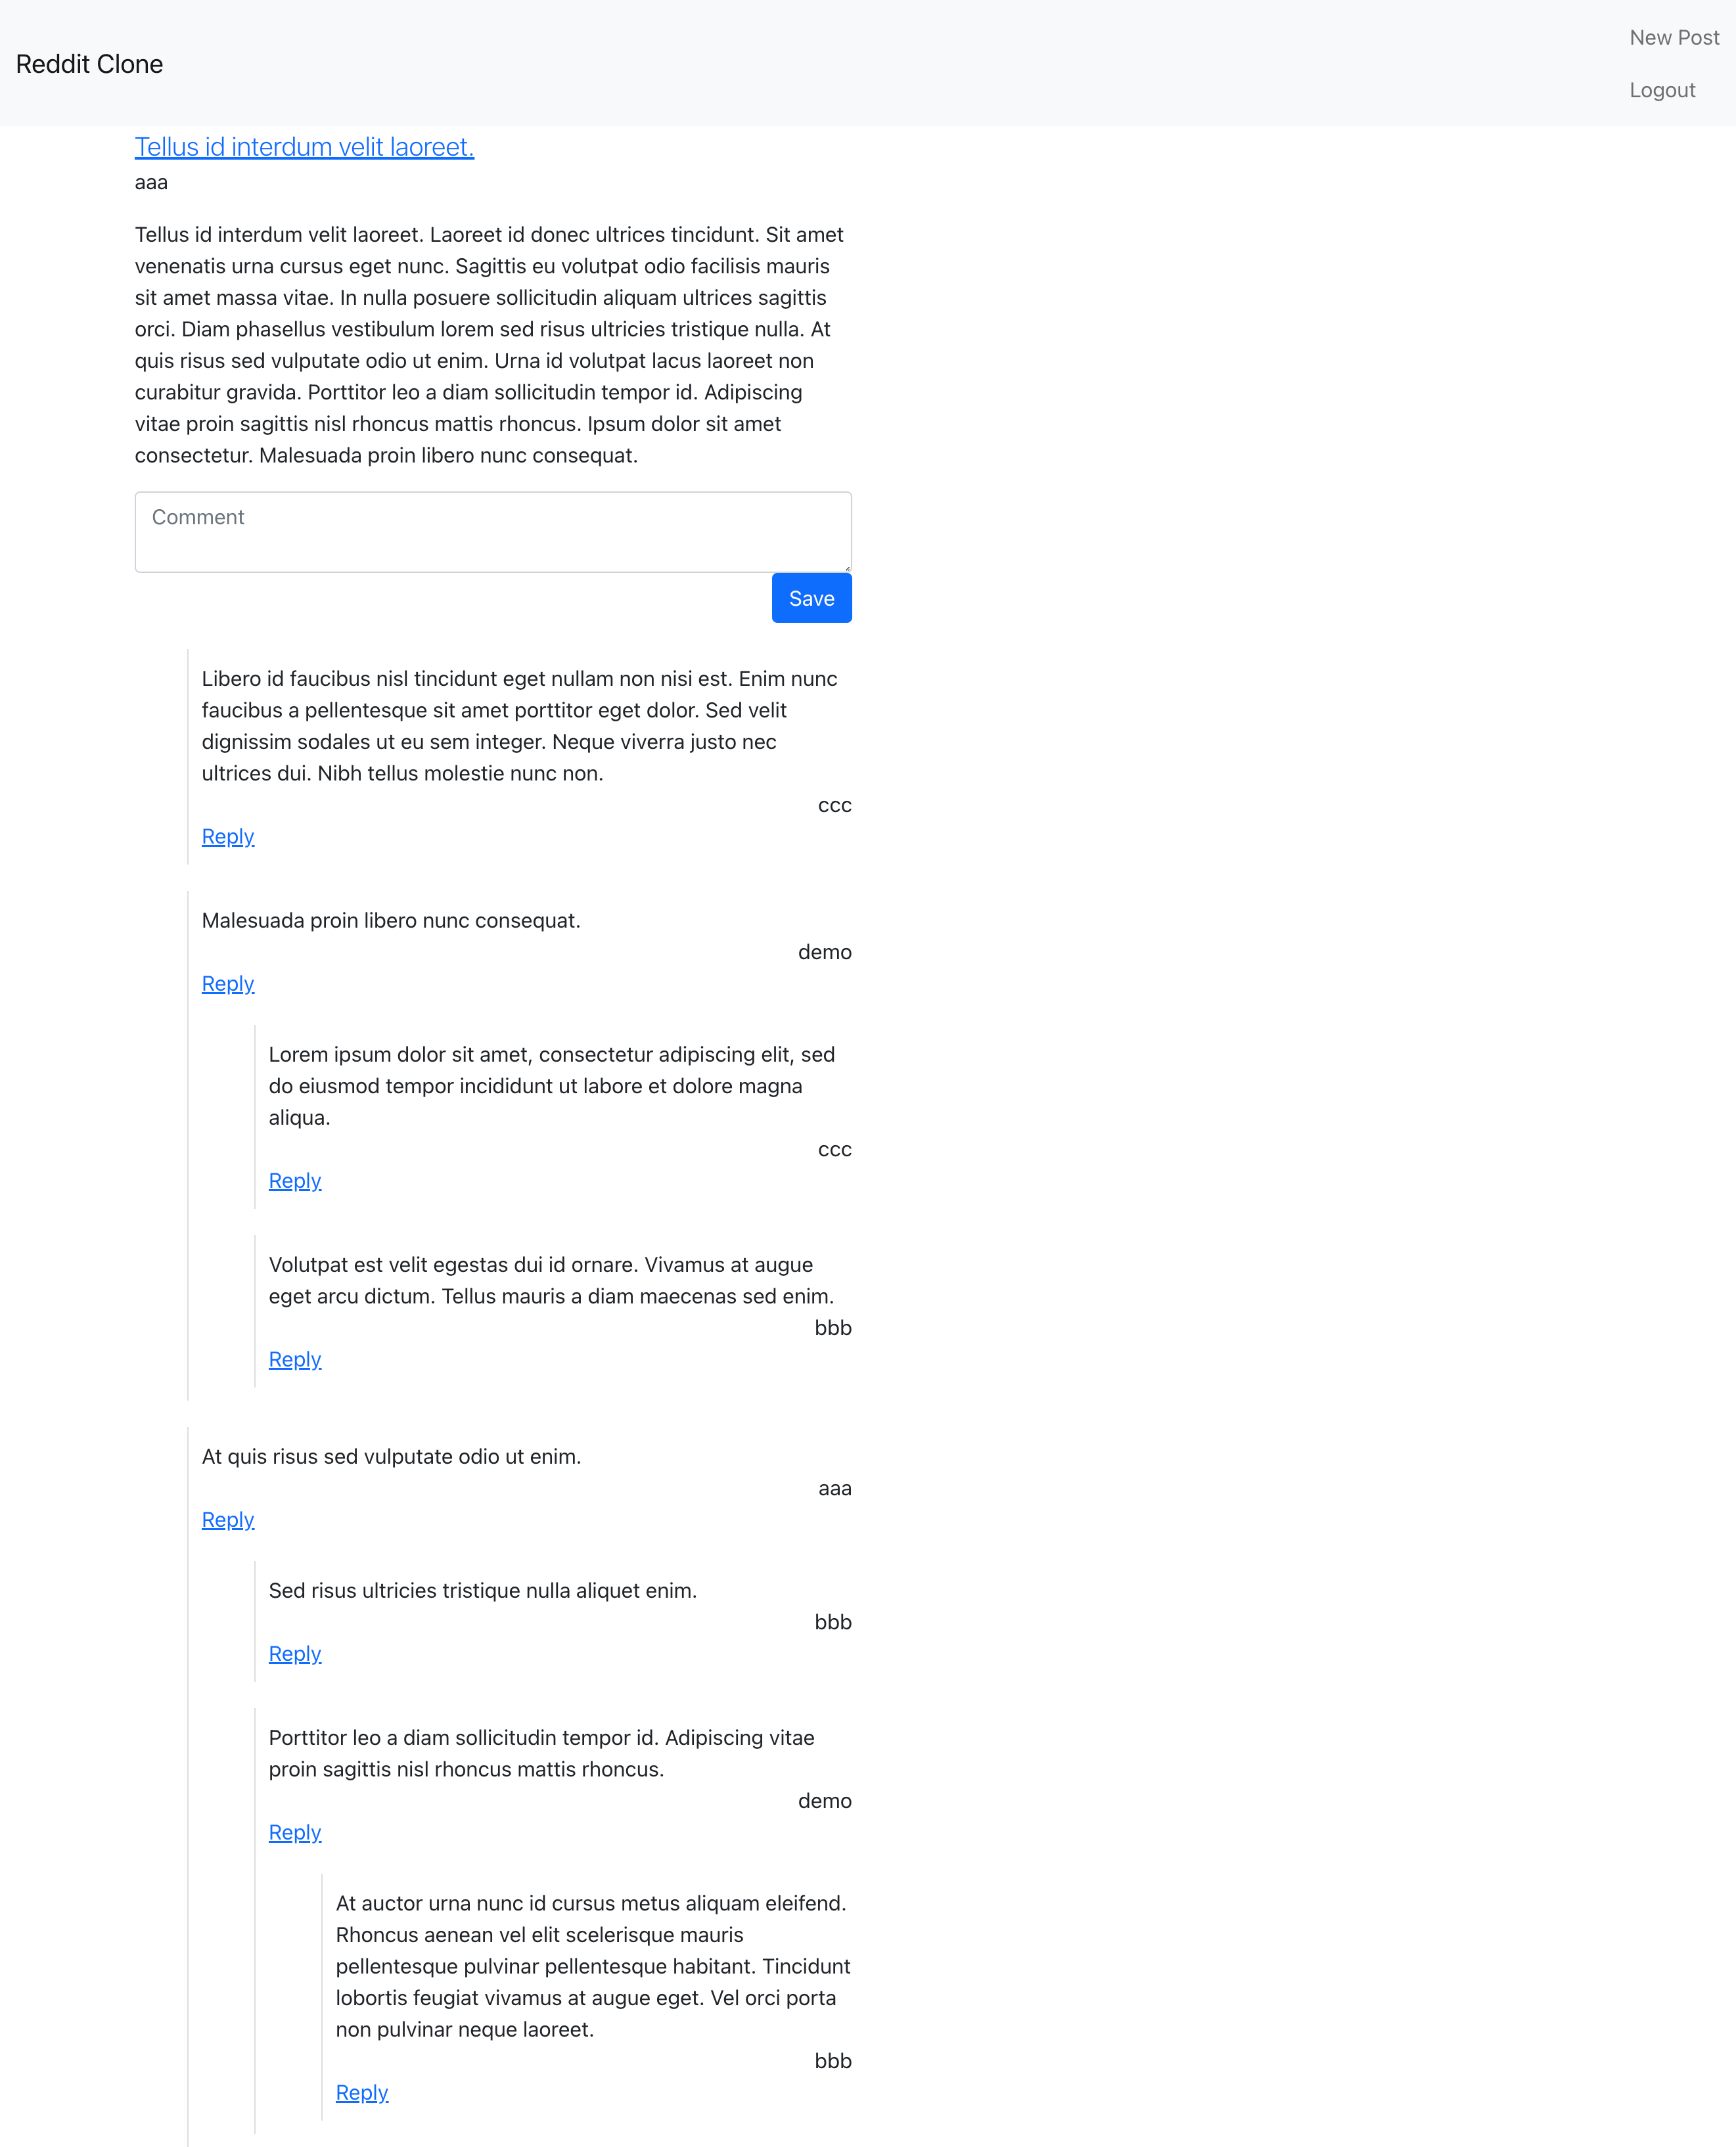 Reddit Clone
New Post
Logout
Tellus id interdum velit laoreet.
aaa
Tellus id interdum velit laoreet. Laoreet id donec ultrices tincidunt. Sit amet
venenatis urna cursus eget nunc. Sagittis eu volutpat odio facilisis mauris
sit amet massa vitae. In nulla posuere sollicitudin aliquam ultrices sagittis
orci. Diam phasellus vestibulum lorem sed risus ultricies tristique nulla. At
quis risus sed vulputate odio ut enim. Urna id volutpat lacus laoreet non
curabitur gravida. Porttitor leo a diam sollicitudin tempor id. Adipiscing
vitae proin sagittis nisl rhoncus mattis rhoncus. Ipsum dolor sit amet
consectetur. Malesuada proin libero nunc consequat.
Comment
Save
Libero id faucibus nisl tincidunt eget nullam non nisi est. Enim nunc
faucibus a pellentesque sit amet porttitor eget dolor. Sed velit
dignissim sodales ut eu sem integer. Neque viverra justo nec
ultrices dui. Nibh tellus molestie nunc non.
ccc
Reply
Malesuada proin libero nunc consequat.
demo
Reply
Lorem ipsum dolor sit amet, consectetur adipiscing elit, sed
do eiusmod tempor incididunt ut labore et dolore magna
aliqua.
ccc
Reply
Volutpat est velit egestas dui id ornare. Vivamus at augue
eget arcu dictum. Tellus mauris a diam maecenas sed enim.
bbb
Reply
At quis risus sed vulputate odio ut enim.
aaa
Reply
Sed risus ultricies tristique nulla aliquet enim.
bbb
Reply
Porttitor leo a diam sollicitudin tempor id. Adipiscing vitae
proin sagittis nisl rhoncus mattis rhoncus.
demo
Reply
At auctor urna nunc id cursus metus aliquam eleifend.
Rhoncus aenean vel elit scelerisque mauris
pellentesque pulvinar pellentesque habitant. Tincidunt
lobortis feugiat vivamus at augue eget. Vel orci porta
non pulvinar neque laoreet.
bbb
Reply